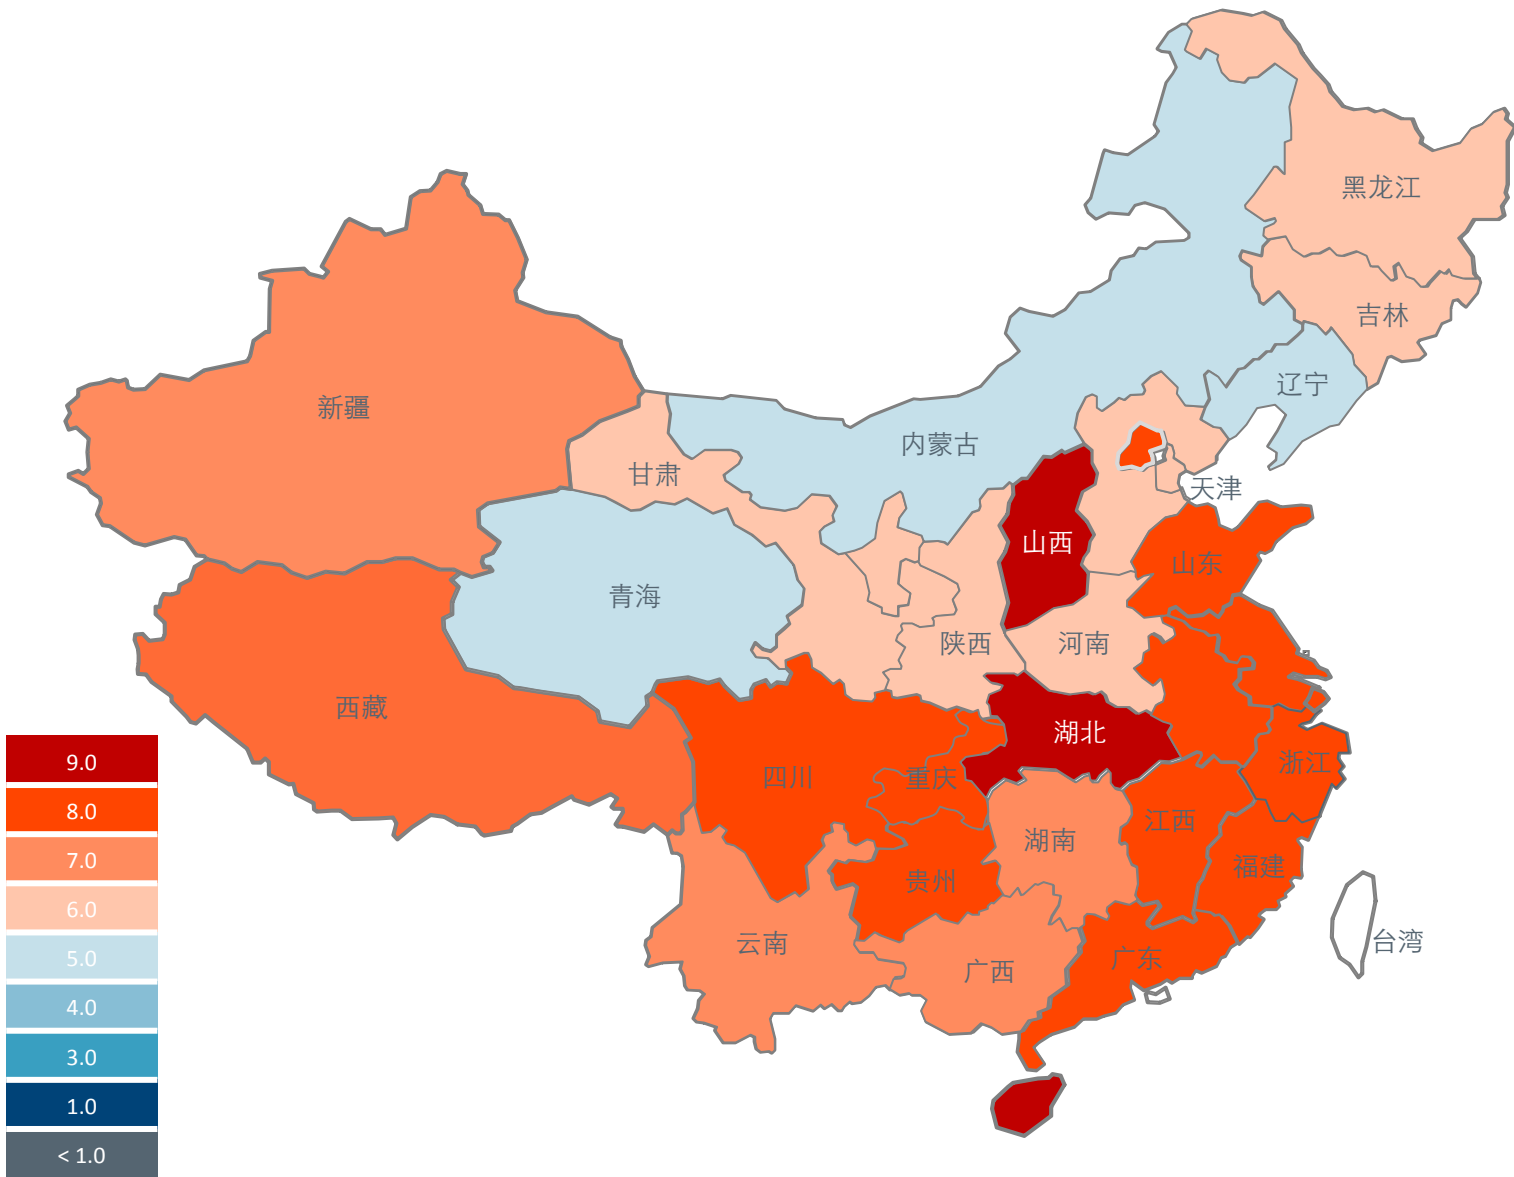 黑龙江
吉林
辽宁
新疆
内蒙古
甘肃
天津
山西
山东
青海
陕西
河南
西藏
湖北
浙江
四川
重庆
江西
湖南
福建
贵州
云南
台湾
广东
广西
9.0
8.0
7.0
6.0
5.0
4.0
3.0
1.0
< 1.0